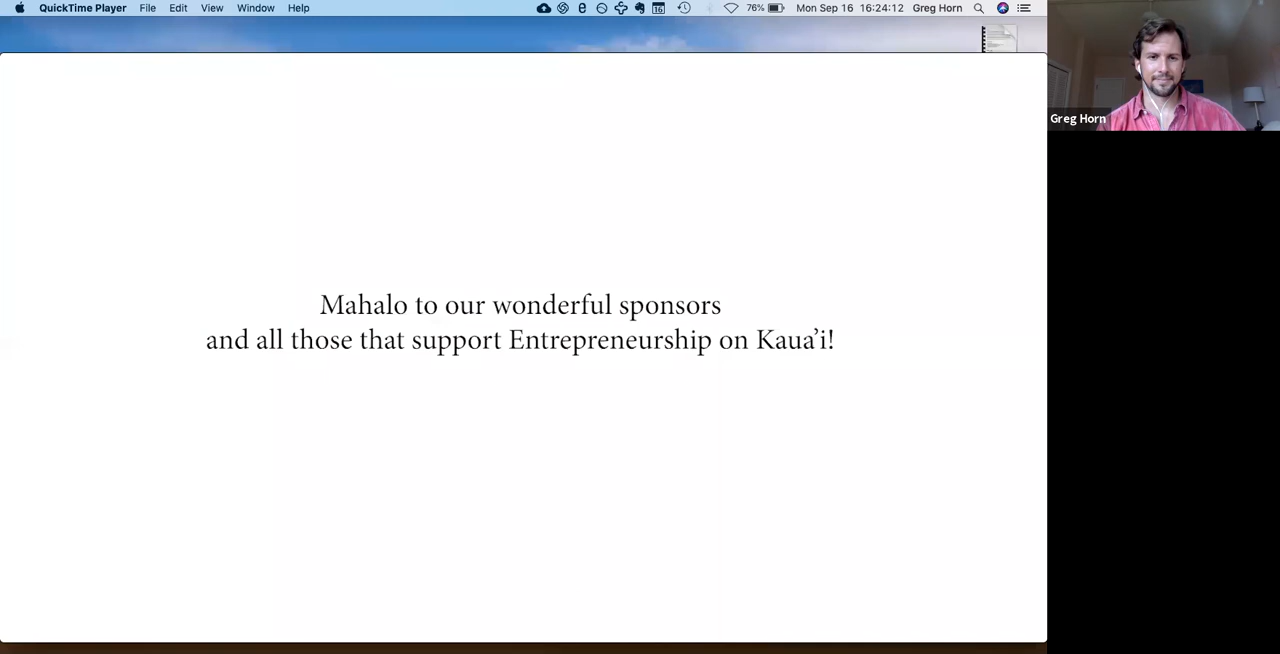 QuickTime Player File Edit View Window Help 16 76% Mon Sep 16 16:24:12 Greg Horn
Greg Horn
Mahalo to our wonderful sponsors
and all those that support Entrepreneurship on Kaua’i!